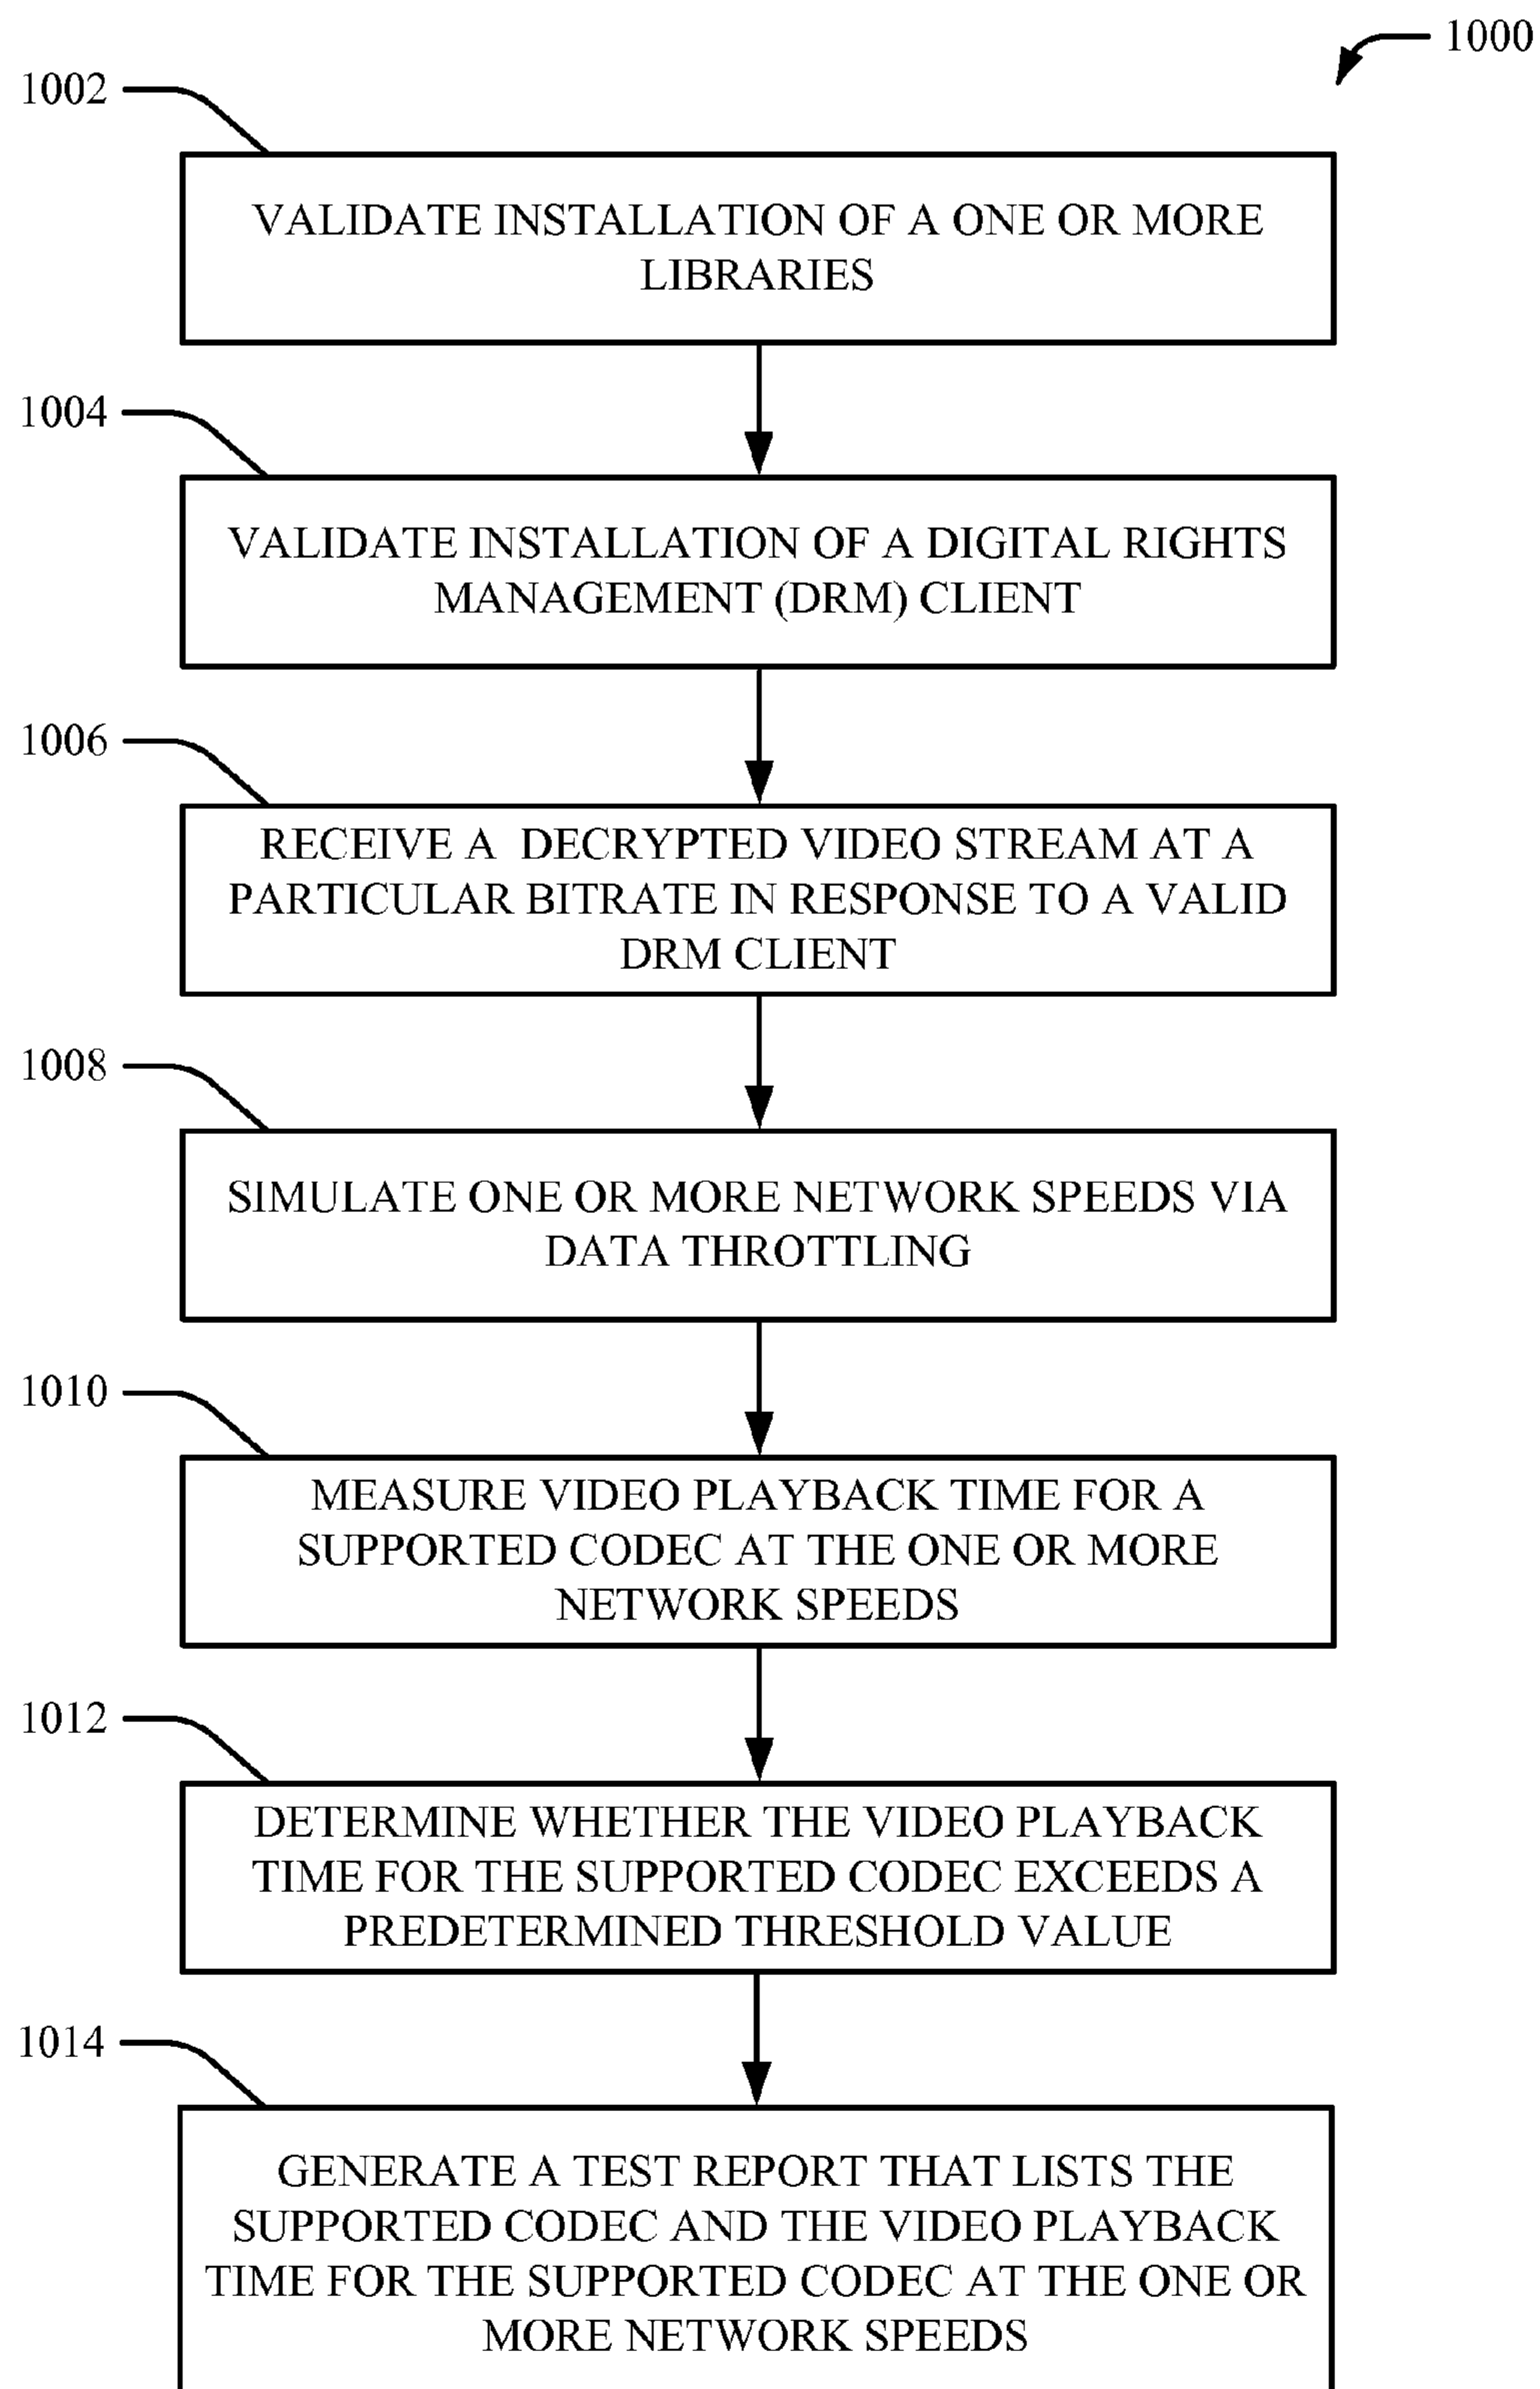 1000
1002
VALIDATE INSTALLATION OF A ONE OR MORE
LIBRARIES
1004
VALIDATE INSTALLATION OF A DIGITAL RIGHTS
MANAGEMENT (DRM) CLIENT
1006
RECEIVE A DECRYPTED VIDEO STREAM AT A
PARTICULAR BITRATE IN RESPONSE TO A VALID
DRM CLIENT
1008
SIMULATE ONE OR MORE NETWORK SPEEDS VIA
DATA THROTTLING
1010
MEASURE VIDEO PLAYBACK TIME FOR A
SUPPORTED CODEC AT THE ONE OR MORE
NETWORK SPEEDS
1012
DETERMINE WHETHER THE VIDEO PLAYBACK
TIME FOR THE SUPPORTED CODEC EXCEEDS A
PREDETERMINED THRESHOLD VALUE
1014
GENERATE A TEST REPORT THAT LISTS THE
SUPPORTED CODEC AND THE VIDEO PLAYBACK
TIME FOR THE SUPPORTED CODEC AT THE ONE OR
MORE NETWORK SPEEDS